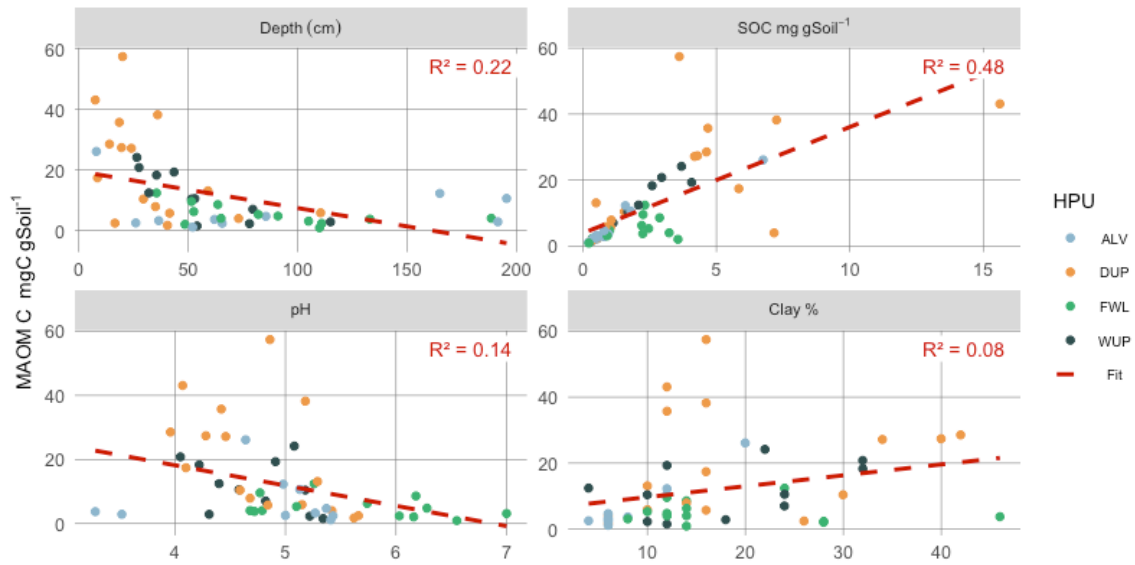 Depth (cm)
SOC mg gSoil⁻¹
60
40
20
0
R² = 0.22
0
50
100
150
200
60
40
20
0
R² = 0.48
0
5
10
15
pH
Clay %
60
40
20
0
R² = 0.14
4
5
6
7
60
40
20
0
R² = 0.08
10
20
30
40
MAOM C mgC gSoil⁻¹
HPU
ALV
DUP
FWL
WUP
Fit